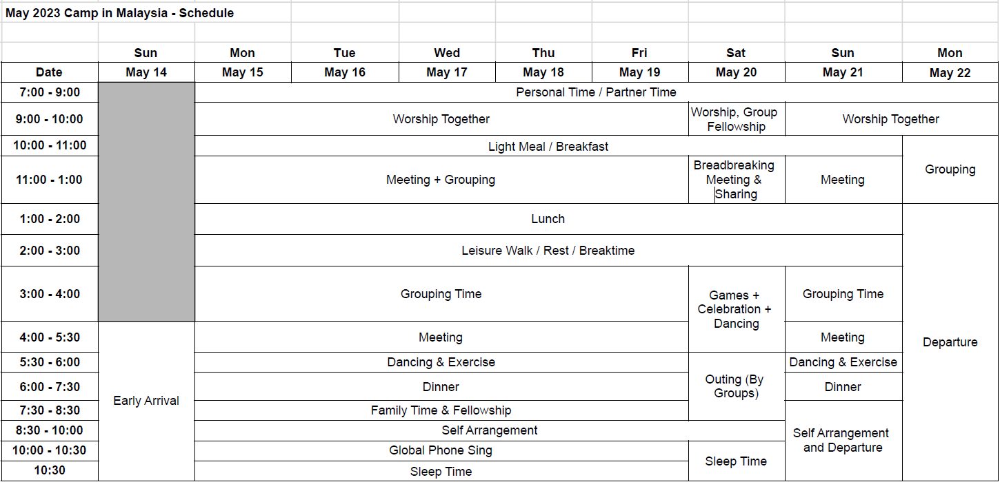 May 2023 Camp in Malaysia - Schedule
Sun Mon Tue Wed Thu Fri Sat Sun Mon
Date May 14 May 15 May 16 May 17 May 18 May 19 May 20 May 21 May 22
7:00 - 9:00 Personal Time / Partner Time
9:00 - 10:00 Worship Together Worship, Group Fellowship Worship Together
10:00 - 11:00 Light Meal / Breakfast Grouping
11:00 - 1:00 Meeting + Grouping Breadbreaking Meeting & Sharing Meeting
1:00 - 2:00 Lunch Departure
2:00 - 3:00 Leisure Walk / Rest / Breaktime
3:00 - 4:00 Grouping Time Games + Celebration + Dancing Grouping Time
4:00 - 5:30 Early Arrival Meeting Meeting
5:30 - 6:00 Dancing & Exercise Outing (By Groups) Dancing & Exercise
6:00 - 7:30 Dinner Dinner
7:30 - 8:30 Family Time & Fellowship Self Arrangement and Departure
8:30 - 10:00 Self Arrangement
10:00 - 10:30 Global Phone Sing Sleep Time
10:30 Sleep Time